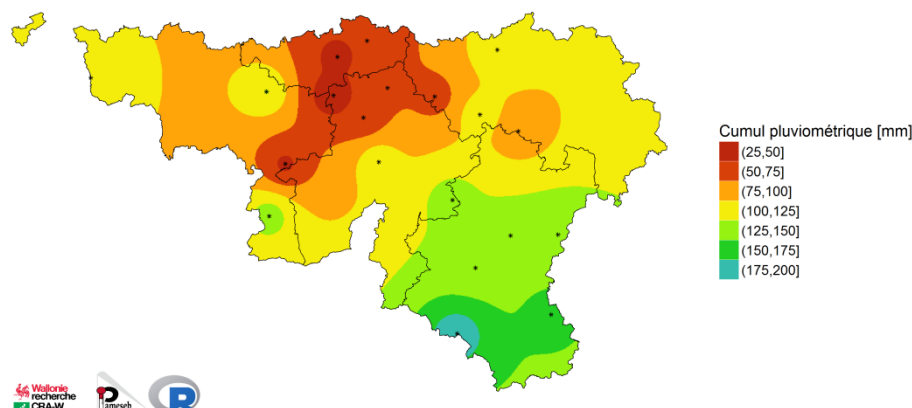 Cumul pluviométrique [mm]
(25,50]
(50,75]
(75,100]
(100,125]
(125,150]
(150,175]
(175,200]
Wallonie
recherche
CRA-W
Pameseb
R